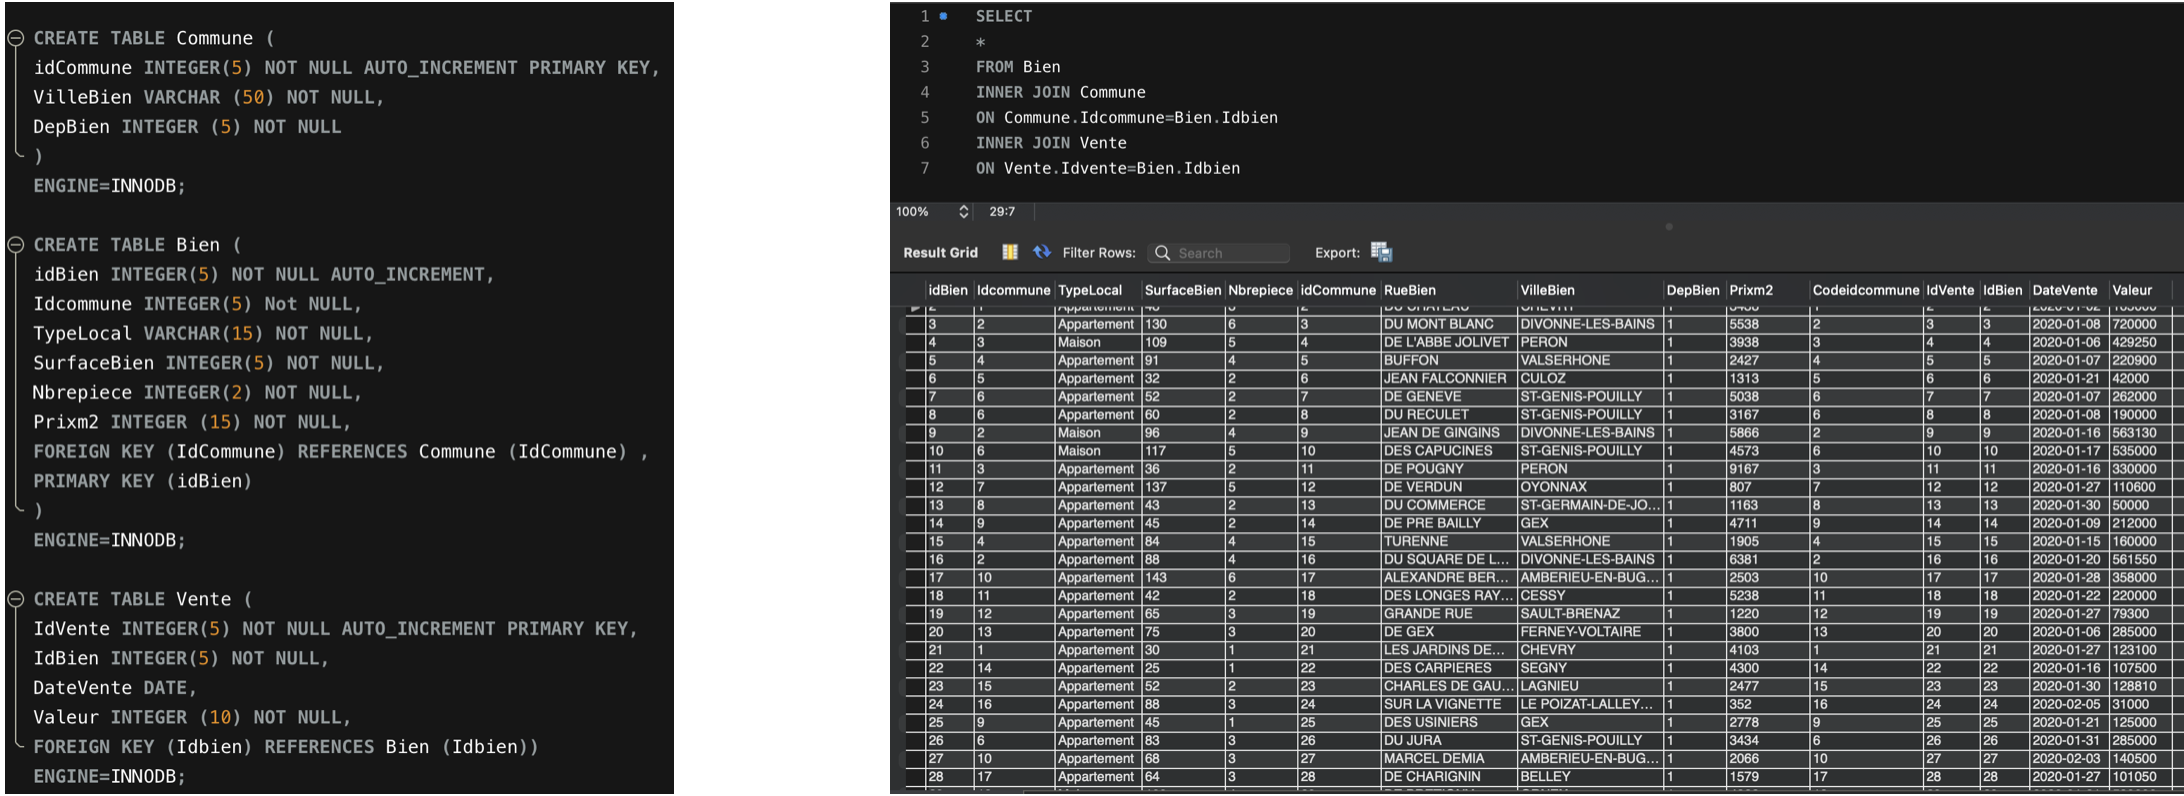 CREATE TABLE Commune (
idCommune INTEGER(5) NOT NULL AUTO_INCREMENT PRIMARY KEY,
VilleBien VARCHAR (50) NOT NULL,
DepBien INTEGER (5) NOT NULL
)
ENGINE=INNODB;
CREATE TABLE Bien (
idBien INTEGER(5) NOT NULL AUTO_INCREMENT,
Idcommune INTEGER(5) Not NULL,
TypeLocal VARCHAR(15) NOT NULL,
SurfaceBien INTEGER(5) NOT NULL,
Nbrepiece INTEGER(2) NOT NULL,
Prixm2 INTEGER (15) NOT NULL,
FOREIGN KEY (IdCommune) REFERENCES Commune (IdCommune) ,
PRIMARY KEY (idBien)
)
ENGINE=INNODB;
CREATE TABLE Vente (
IdVente INTEGER(5) NOT NULL AUTO_INCREMENT PRIMARY KEY,
IdBien INTEGER(5) NOT NULL,
DateVente DATE,
Valeur INTEGER (10) NOT NULL,
FOREIGN KEY (Idbien) REFERENCES Bien (Idbien))
ENGINE=INNODB;
1 SELECT
2 *
3 FROM Bien
4 INNER JOIN Commune
5 ON Commune.Idcommune=Bien.Idbien
6 INNER JOIN Vente
7 ON Vente.Idvente=Bien.Idbien
100% 29:7
Result Grid Filter Rows: Search Export:
idBien Idcommune TypeLocal SurfaceBien Nbrepiece idCommune RueBien VilleBien DepBien Prixm2 Codeidcommune IdVente IdBien DateVente Valeur
3 2 Appartement 130 6 3 DU MONT BLANC DIVONNE-LES-BAINS 1 5538 2 3 3 2020-01-08 720000
4 3 Maison 109 5 4 DE L'ABBE JOLIVET PERON 1 3938 3 4 4 2020-01-06 429250
5 4 Appartement 91 4 5 BUFFON VALSERHONE 1 2427 4 5 5 2020-01-07 220900
6 5 Appartement 32 2 6 JEAN FALCONNIER CULOZ 1 1313 5 6 6 2020-01-21 42000
7 6 Appartement 52 2 7 DE GENEVE ST-GENIS-POUILLY 1 5038 6 7 7 2020-01-07 262000
8 6 Appartement 60 2 8 DU RECULET ST-GENIS-POUILLY 1 3167 6 8 8 2020-01-08 190000
9 2 Maison 96 4 9 JEAN DE GINGINS DIVONNE-LES-BAINS 1 5866 2 9 9 2020-01-16 563130
10 6 Maison 117 5 10 DES CAPUCINES ST-GENIS-POUILLY 1 4573 6 10 10 2020-01-17 535000
11 3 Appartement 36 2 11 DE POUGNY PERON 1 9167 3 11 11 2020-01-16 330000
12 7 Appartement 137 5 12 DE VERDUN OYONNAX 1 807 7 12 12 2020-01-27 110600
13 8 Appartement 43 2 13 DU COMMERCE ST-GERMAIN-DE-JO... 1 1163 8 13 13 2020-01-30 50000
14 9 Appartement 45 2 14 DE PRE BAILLY GEX 1 4711 9 14 14 2020-01-09 212000
15 4 Appartement 84 4 15 TURENNE VALSERHONE 1 1905 4 15 15 2020-01-15 160000
16 2 Appartement 88 4 16 DU SQUARE DE L... DIVONNE-LES-BAINS 1 6381 2 16 16 2020-01-20 561550
17 10 Appartement 143 6 17 ALEXANDRE BER... AMBERIEU-EN-BUG... 1 2503 10 17 17 2020-01-28 358000
18 11 Appartement 42 2 18 DES LONGES RAY... CESSY 1 5238 11 18 18 2020-01-22 220000
19 12 Appartement 65 3 19 GRANDE RUE SAULT-BRENAZ 1 1220 12 19 19 2020-01-27 79300
20 13 Appartement 75 3 20 DE GEX FERNEY-VOLTAIRE 1 3800 13 20 20 2020-01-06 285000
21 1 Appartement 30 1 21 LES JARDINS DE... CHEVRY 1 4103 1 21 21 2020-01-27 123100
22 14 Appartement 25 1 22 DES CARPIERES SEGNY 1 4300 14 22 22 2020-01-16 107500
23 15 Appartement 52 2 23 CHARLES DE GAU... LAGNIEU 1 2477 15 23 23 2020-01-30 128810
24 16 Appartement 88 3 24 SUR LA VIGNETTE LE POIZAT-LALLEY... 1 352 16 24 24 2020-02-05 31000
25 9 Appartement 45 1 25 DES USINIERS GEX 1 2778 9 25 25 2020-01-21 125000
26 6 Appartement 83 3 26 DU JURA ST-GENIS-POUILLY 1 3434 6 26 26 2020-01-31 285000
27 10 Appartement 68 3 27 MARCEL DEMIA AMBERIEU-EN-BUG... 1 2066 10 27 27 2020-02-03 140500
28 17 Appartement 64 3 28 DE CHARIGNIN BELLEY 1 1579 17 28 28 2020-01-27 101050